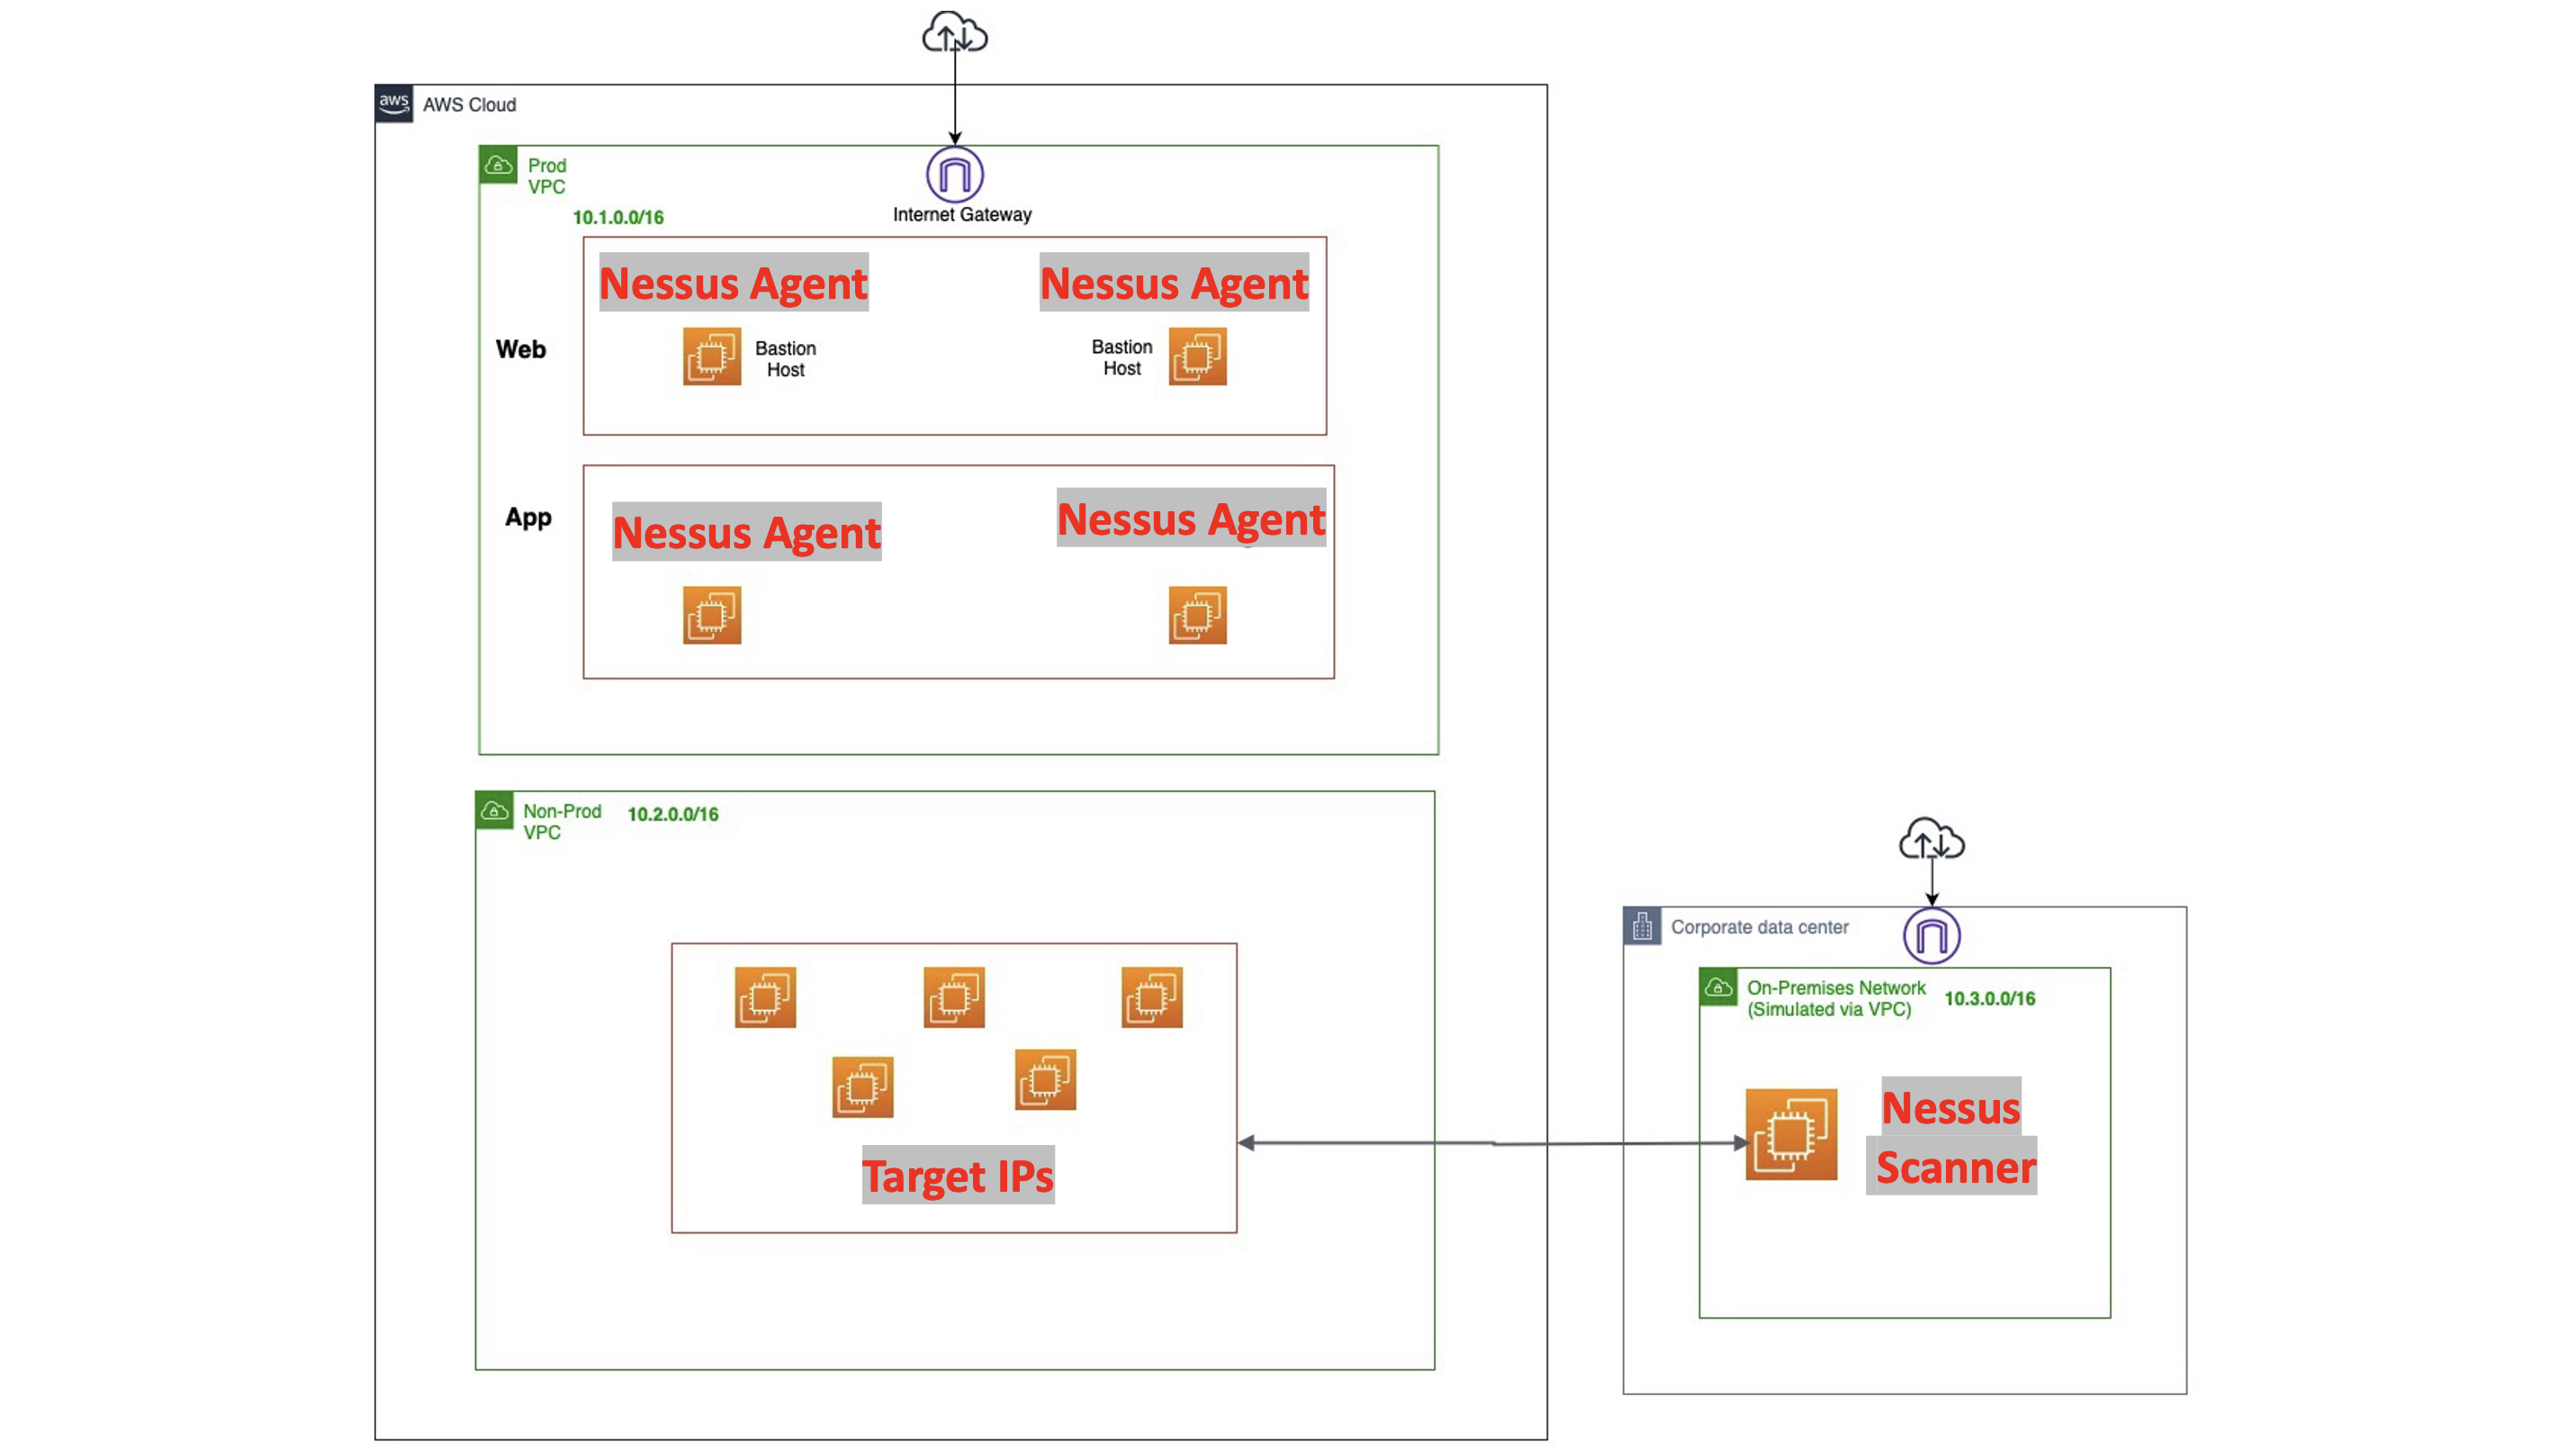 aws
AWS Cloud
Prod
VPC
10.1.0.0/16
Internet Gateway
Nessus Agent
Nessus Agent
Web
Bastion
Host
Bastion
Host
App
Nessus Agent
Nessus Agent
Non-Prod
VPC
10.2.0.0/16
Target IPs
Corporate data center
On-Premises Network
(Simulated via VPC)
10.3.0.0/16
Nessus
Scanner